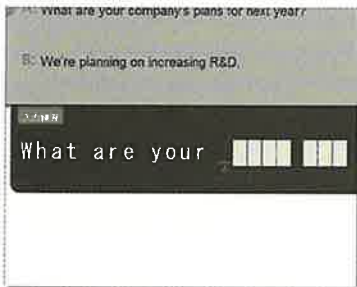 A: What are your company's plans for next year?
B: We're planning on increasing R&D.
What are your